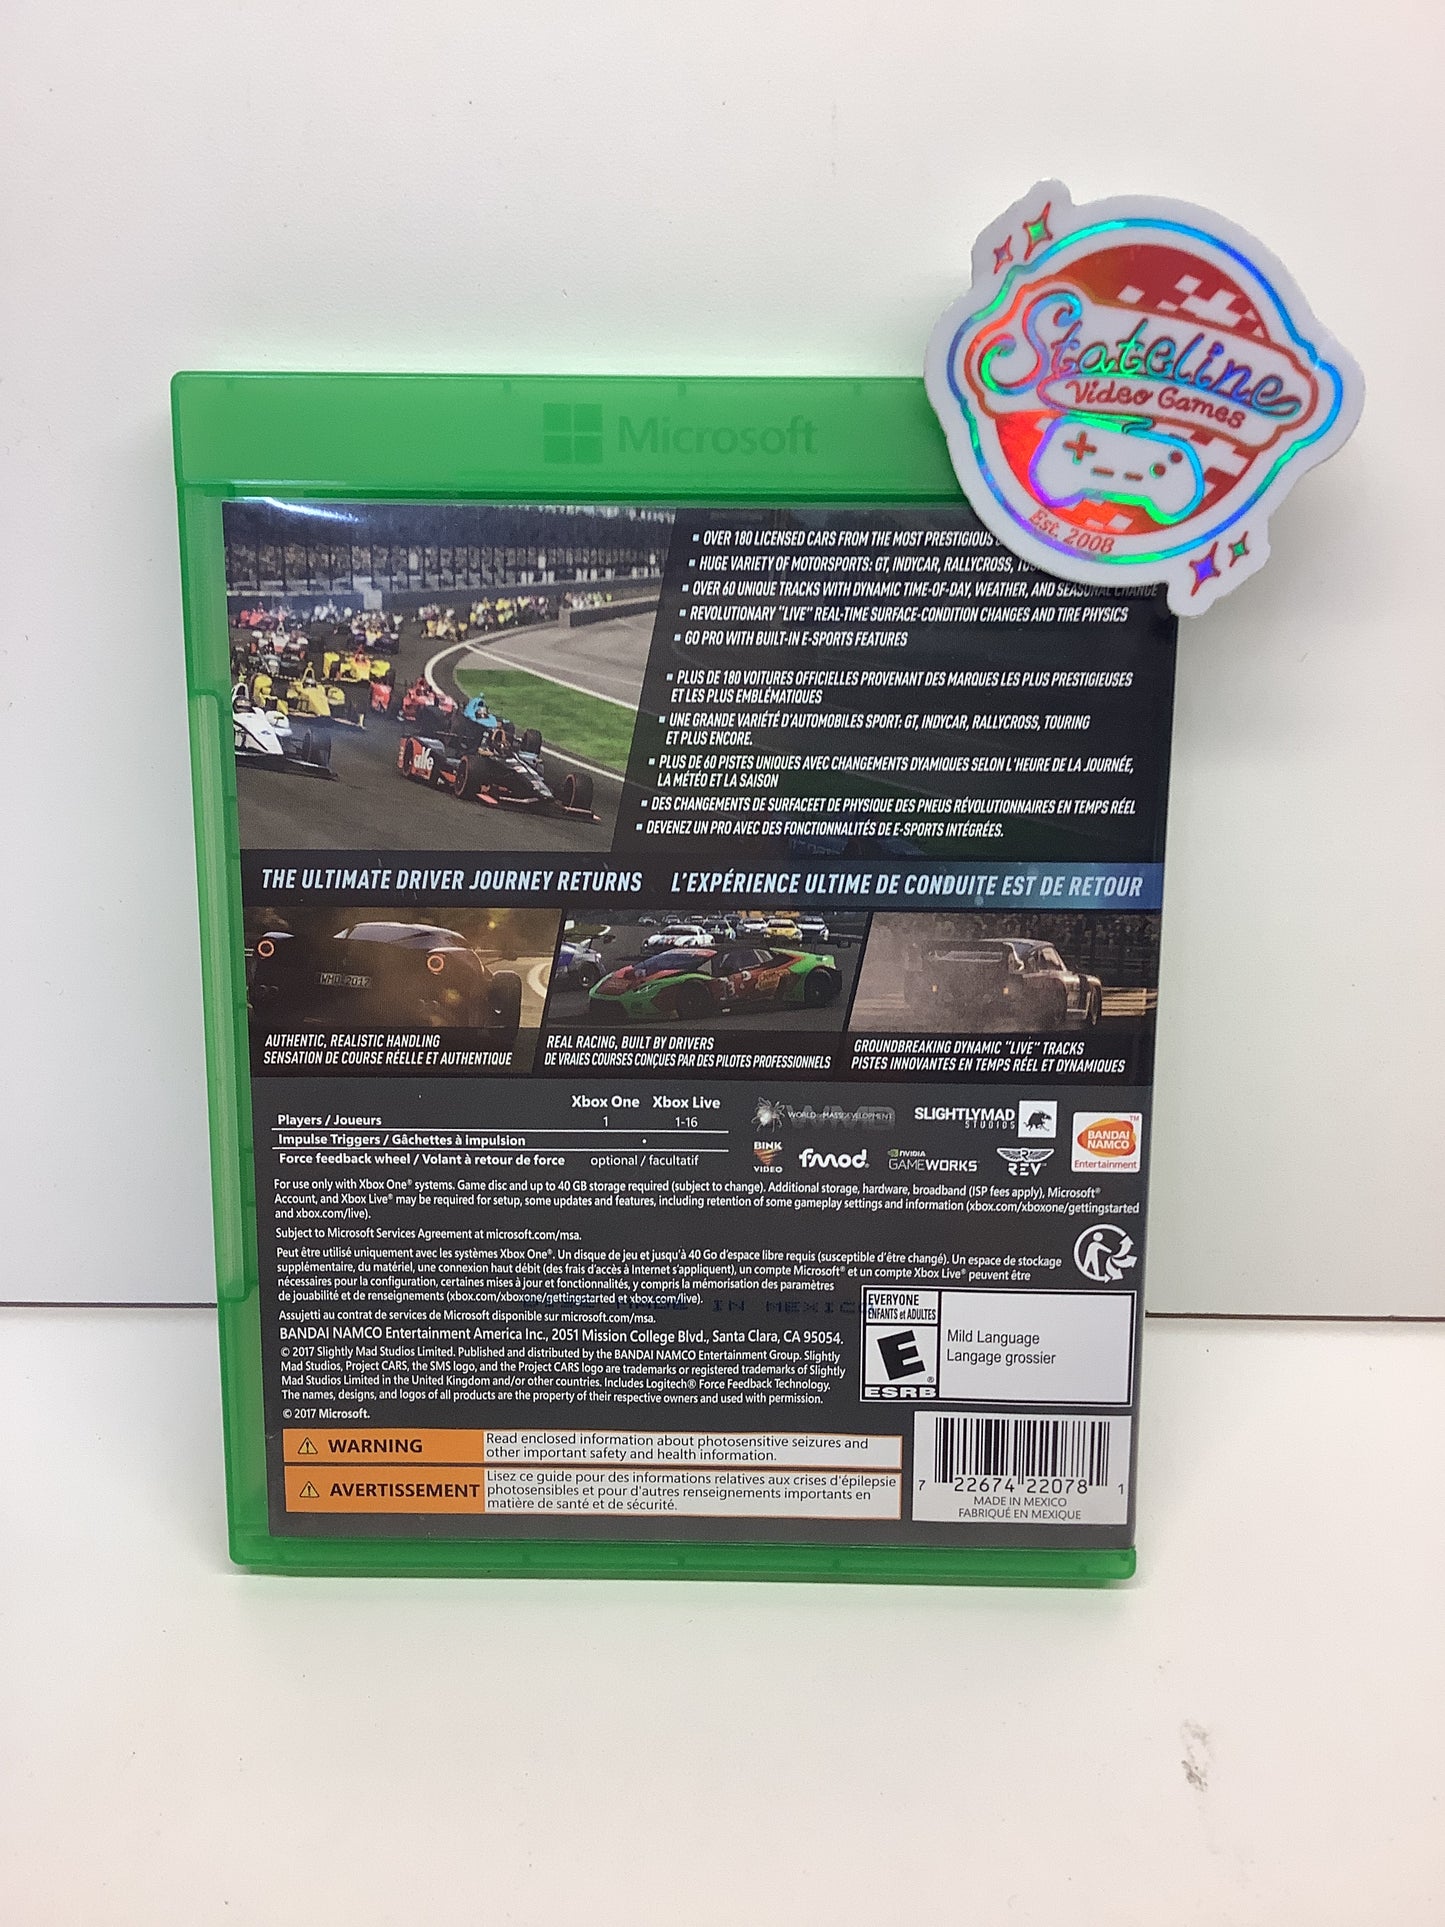 Microsoft
Stateline
Video Games
Est. 2008
▪ OVER 180 LICENSED CARS FROM THE MOST PRESTIGIOUS
▪ HUGE VARIETY OF MOTORSPORTS: GT, INDYCAR, RALLYCROSS,
▪ OVER 60 UNIQUE TRACKS WITH DYNAMIC TIME-OF-DAY, WEATHER, AND SEASONAL CHANGE
▪ REVOLUTIONARY "LIVE" REAL-TIME SURFACE-CONDITION CHANGES AND TIRE PHYSICS
▪ GO PRO WITH BUILT-IN E-SPORTS FEATURES
▪ PLUS DE 180 VOITURES OFFICIELLES PROVENANT DES MARQUES LES PLUS PRESTIGIEUSES
ET LES PLUS EMBLÉMATIQUES
▪ UNE GRANDE VARIÉTÉ D'AUTOMOBILES SPORT: GT, INDYCAR, RALLYCROSS, TOURING
ET PLUS ENCORE.
▪ PLUS DE 60 PISTES UNIQUES AVEC CHANGEMENTS DYAMIQUES SELON L'HEURE DE LA JOURNÉE,
LA MÉTÉO ET LA SAISON
▪ DES CHANGEMENTS DE SURFACEET DE PHYSIQUE DES PNEUS RÉVOLUTIONNAIRES EN TEMPS RÉEL
▪ DEVENEZ UN PRO AVEC DES FONCTIONNALITÉS DE E-SPORTS INTÉGRÉES.
THE ULTIMATE DRIVER JOURNEY RETURNS L'EXPÉRIENCE ULTIME DE CONDUITE EST DE RETOUR
WMD 2012
AUTHENTIC, REALISTIC HANDLING
SENSATION DE COURSE RÉELLE ET AUTHENTIQUE
REAL RACING, BUILT BY DRIVERS
DE VRAIES COURSES CONÇUES PAR DES PILOTES PROFESSIONNELS
GROUNDBREAKING DYNAMIC "LIVE" TRACKS
PISTES INNOVANTES EN TEMPS RÉEL ET DYNAMIQUES
Xbox One Xbox Live
Players / Joueurs 1 1-16
Impulse Triggers / Gâchettes à impulsion •
Force feedback wheel / Volant à retour de force optional / facultatif
WMD
WORLD OF MASS DEVELOPMENT
SLIGHTLYMAD
STUDIOS
BANDAI
NAMCO
Entertainment
BINK
VIDEO
fmod
NVIDIA
GAMEWORKS
REV
For use only with Xbox One® systems. Game disc and up to 40 GB storage required (subject to change). Additional storage, hardware, broadband (ISP fees apply), Microsoft®
Account, and Xbox Live® may be required for setup, some updates and features, including retention of some gameplay settings and information (xbox.com/xboxone/gettingstarted
and xbox.com/live).
Subject to Microsoft Services Agreement at microsoft.com/msa.
Peut être utilisé uniquement avec les systèmes Xbox One®. Un disque de jeu et jusqu'à 40 Go d'espace libre requis (susceptible d'être changé). Un espace de stockage
supplémentaire, du matériel, une connexion haut débit (des frais d'accès à Internet s'appliquent), un compte Microsoft® et un compte Xbox Live® peuvent être
nécessaires pour la configuration, certaines mises à jour et fonctionnalités, y compris la mémorisation des paramètres
de jouabilité et de renseignements (xbox.com/xboxone/gettingstarted et xbox.com/live).
Assujetti au contrat de services de Microsoft disponible sur microsoft.com/msa.
BANDAI NAMCO Entertainment America Inc., 2051 Mission College Blvd., Santa Clara, CA 95054.
© 2017 Slightly Mad Studios Limited. Published and distributed by the BANDAI NAMCO Entertainment Group. Slightly
Mad Studios, Project CARS, the SMS logo, and the Project CARS logo are trademarks or registered trademarks of Slightly
Mad Studios Limited in the United Kingdom and/or other countries. Includes Logitech® Force Feedback Technology.
The names, designs, and logos of all products are the property of their respective owners and used with permission.
© 2017 Microsoft.
EVERYONE
ENFANTS et ADULTES
E
ESRB
Mild Language
Langage grossier
WARNING
Read enclosed information about photosensitive seizures and
other important safety and health information.
AVERTISSEMENT
Lisez ce guide pour des informations relatives aux crises d'épilepsie
photosensibles et pour d'autres renseignements importants en
matière de santé et de sécurité.
7 22674 22078 1
MADE IN MEXICO
FABRIQUÉ EN MEXIQUE